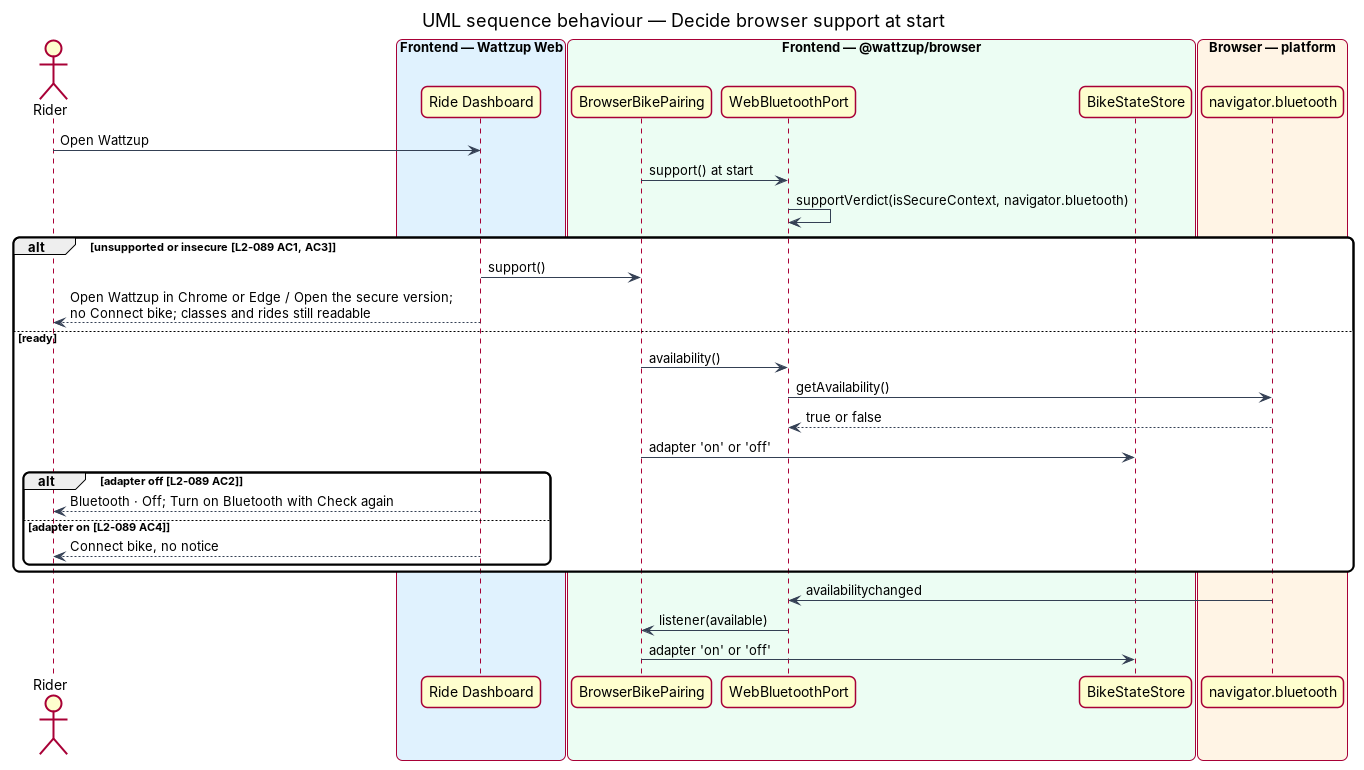 UML sequence behaviour — Decide browser support at start
Frontend — Wattzup Web
Frontend — @wattzup/browser
Browser — platform
Rider
Ride Dashboard
BrowserBikePairing
WebBluetoothPort
BikeStateStore
navigator.bluetooth
Open Wattzup
support() at start
supportVerdict(isSecureContext, navigator.bluetooth)
alt
[unsupported or insecure [L2-089 AC1, AC3]]
support()
Open Wattzup in Chrome or Edge / Open the secure version;
no Connect bike; classes and rides still readable
[ready]
availability()
getAvailability()
true or false
adapter 'on' or 'off'
alt
[adapter off [L2-089 AC2]]
Bluetooth · Off; Turn on Bluetooth with Check again
[adapter on [L2-089 AC4]]
Connect bike, no notice
availabilitychanged
listener(available)
adapter 'on' or 'off'
Rider
Ride Dashboard
BrowserBikePairing
WebBluetoothPort
BikeStateStore
navigator.bluetooth